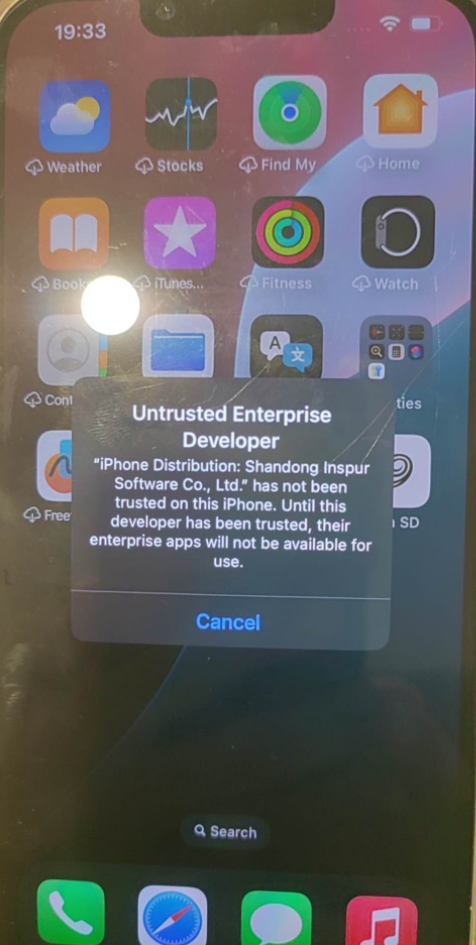 19:33
Weather Stocks Find My Home
Book iTunes... Fitness Watch
A 文
Cont ties
Untrusted Enterprise
Developer
“iPhone Distribution: Shandong Inspur
Software Co., Ltd.” has not been
trusted on this iPhone. Until this
developer has been trusted, their
enterprise apps will not be available for
use.
Free SD
Cancel
Search